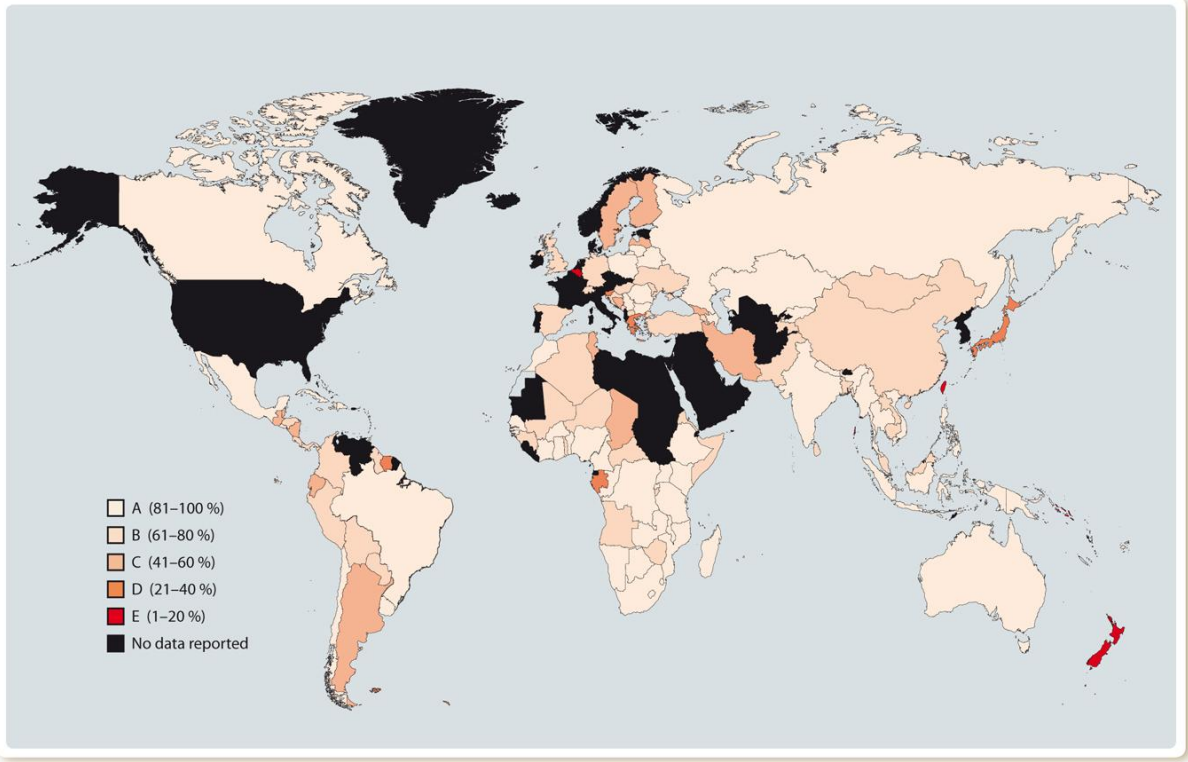 A (81–100 %)
B (61–80 %)
C (41–60 %)
D (21–40 %)
E (1–20 %)
No data reported